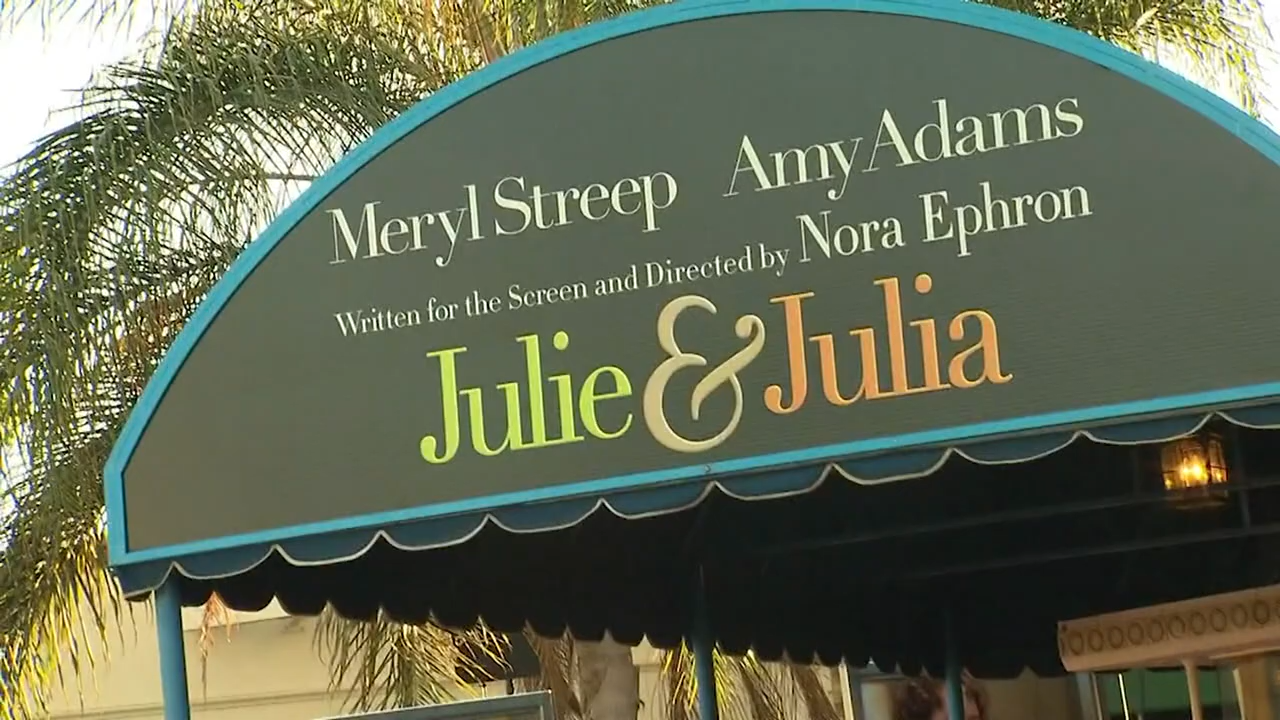 Meryl Streep Amy Adams
Written for the Screen and Directed by Nora Ephron
Julie & Julia